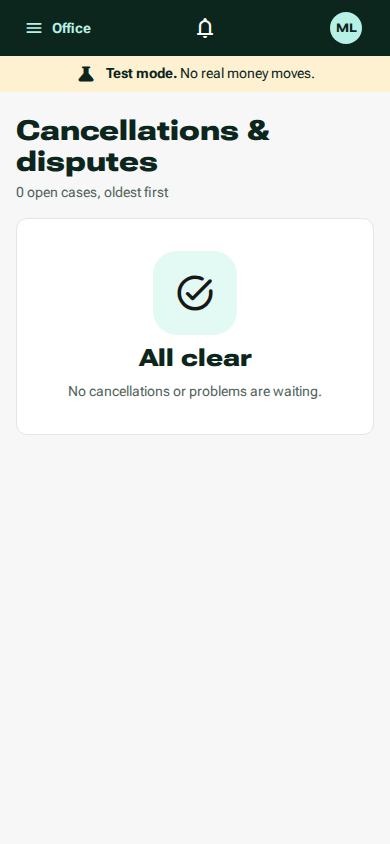 Office
ML
Test mode. No real money moves.
Cancellations &
disputes
0 open cases, oldest first
All clear
No cancellations or problems are waiting.